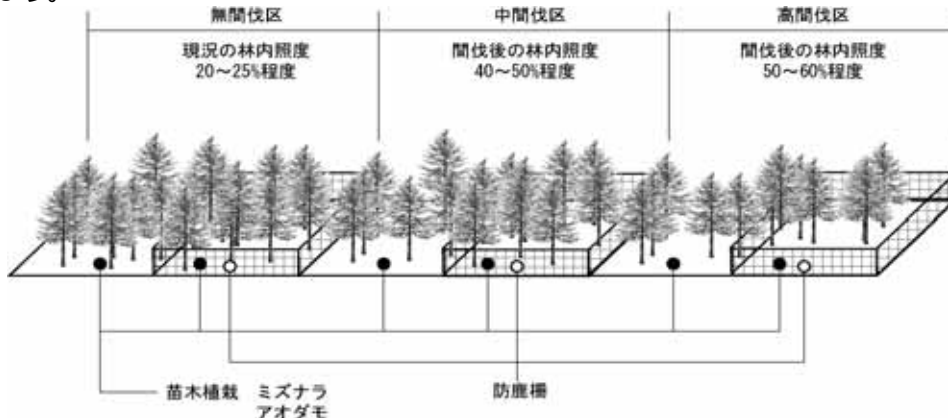 す。
無間伐区
中間伐区
高間伐区
現況の林内照度
20～25%程度
間伐後の林内照度
40～50%程度
間伐後の林内照度
50～60%程度
苗木植栽 ミズナラ
アオダモ
防鹿柵